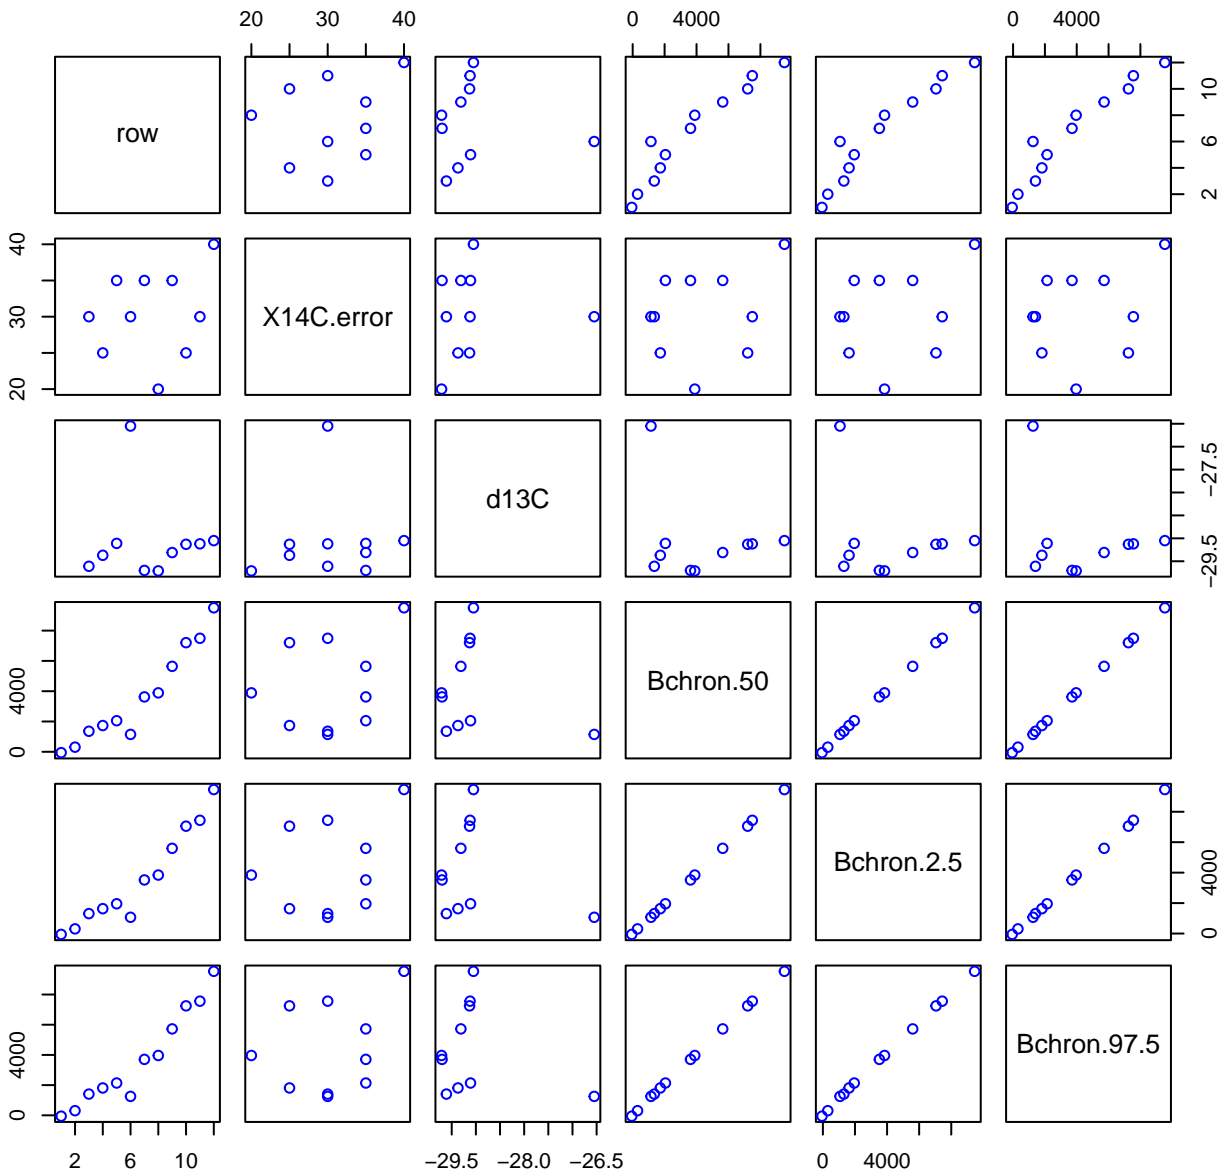 20 30 40 0 4000 0 4000
row 2 6 10
20 30 40 X14C.error
d13C −29.5 −27.5
0 4000 Bchron.50
Bchron.2.5 0 4000
0 4000 Bchron.97.5
2 6 10 −29.5 −28.0 −26.5 0 4000